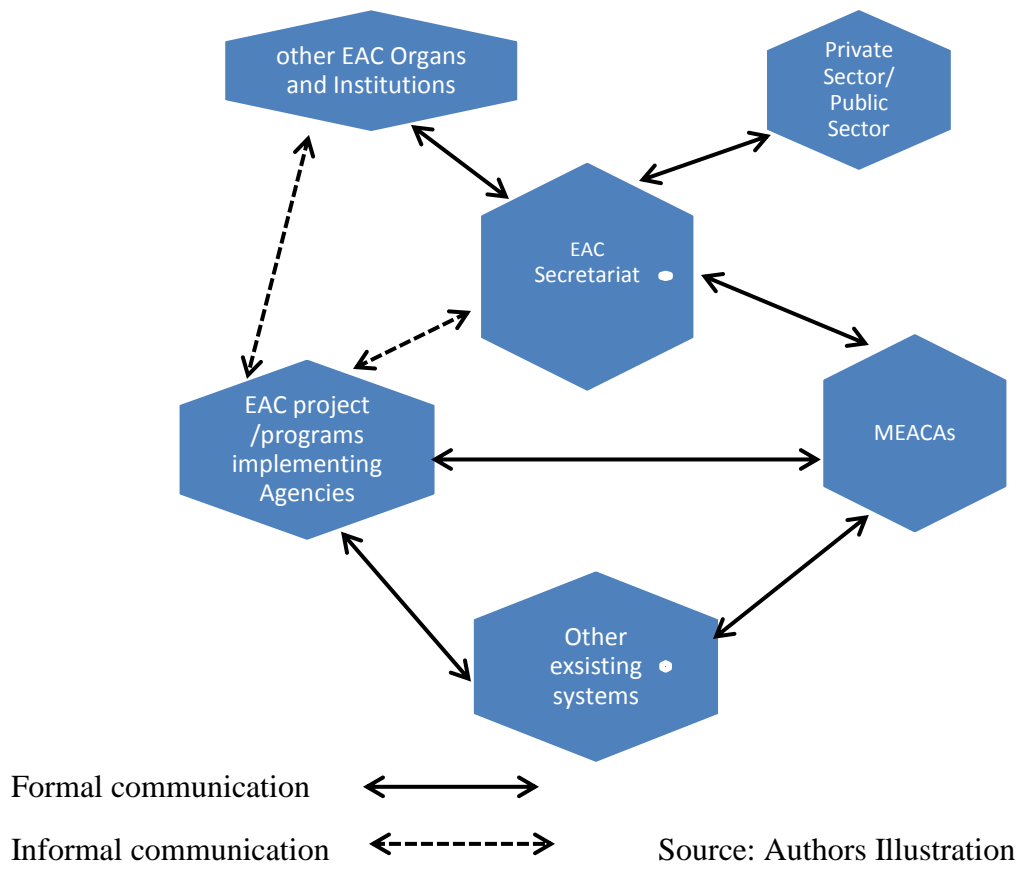 other EAC Organs
and Institutions
Private
Sector/
Public
Sector
EAC
Secretariat
EAC project
/programs
implementing
Agencies
MEACAs
Other
exsisting
systems
Formal communication
Informal communication
Source: Authors Illustration